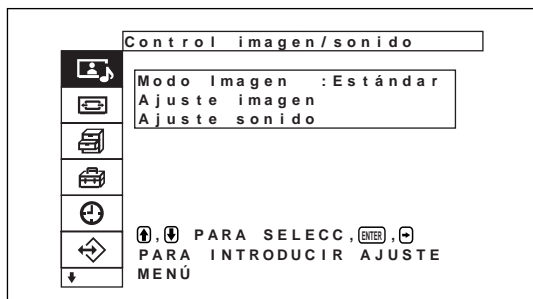 Control imagen/sonido
Modo Imagen :Estándar
Ajuste imagen
Ajuste sonido
, PARA SELECC, ENTER ,
PARA INTRODUCIR AJUSTE
MENÚ